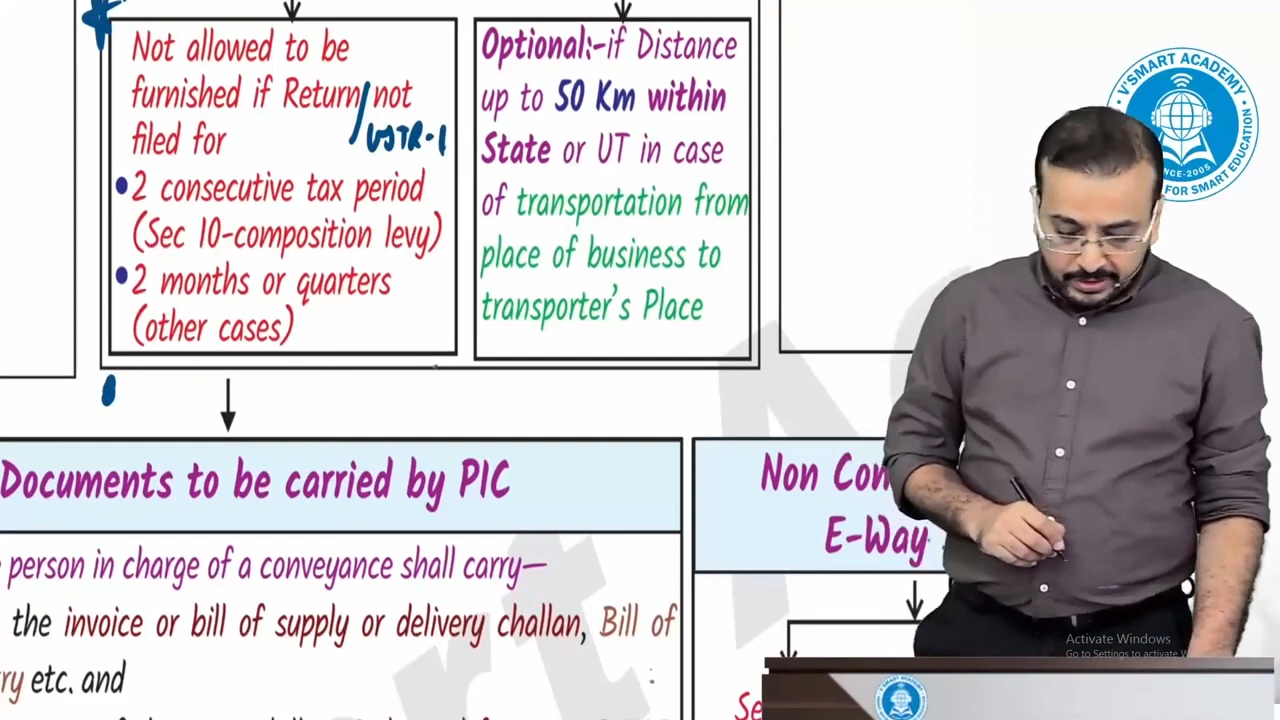 Not allowed to be
furnished if Return/not
filed for GSTR-1
•2 consecutive tax period
(Sec 10-composition levy)
•2 months or quarters
(other cases)
Optional:-if Distance
up to 50 Km within
State or UT in case
of transportation from
place of business to
transporter's Place
V'SMART ACADEMY
SINCE-2005
FOR SMART EDUCATION
Documents to be carried by PIC
person in charge of a conveyance shall carry—
the invoice or bill of supply or delivery challan, Bill of
ry etc. and
Non Con
E-Way
Se
Activate Windows
Go to Settings to activate W